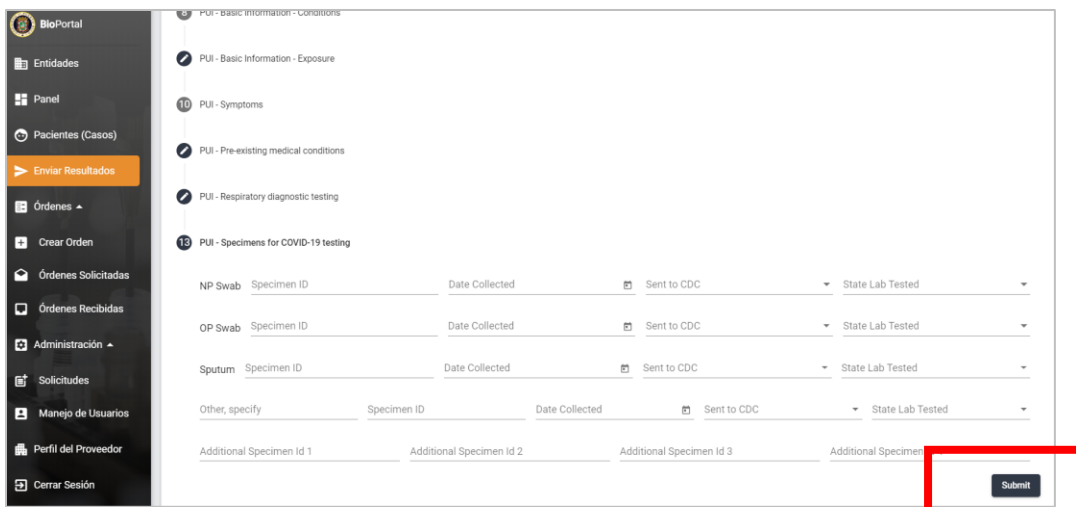 BioPortal
Entidades
Panel
Pacientes (Casos)
Enviar Resultados
Órdenes
Crear Orden
Órdenes Solicitadas
Órdenes Recibidas
Administración
Solicitudes
Manejo de Usuarios
Perfil del Proveedor
Cerrar Sesión
8 PUI - Basic Information - Conditions
PUI - Basic Information - Exposure
10 PUI - Symptoms
PUI - Pre-existing medical conditions
PUI - Respiratory diagnostic testing
13 PUI - Specimens for COVID-19 testing
NP Swab Specimen ID Date Collected Sent to CDC State Lab Tested
OP Swab Specimen ID Date Collected Sent to CDC State Lab Tested
Sputum Specimen ID Date Collected Sent to CDC State Lab Tested
Other, specify Specimen ID Date Collected Sent to CDC State Lab Tested
Additional Specimen Id 1 Additional Specimen Id 2 Additional Specimen Id 3 Additional Specimen
Submit